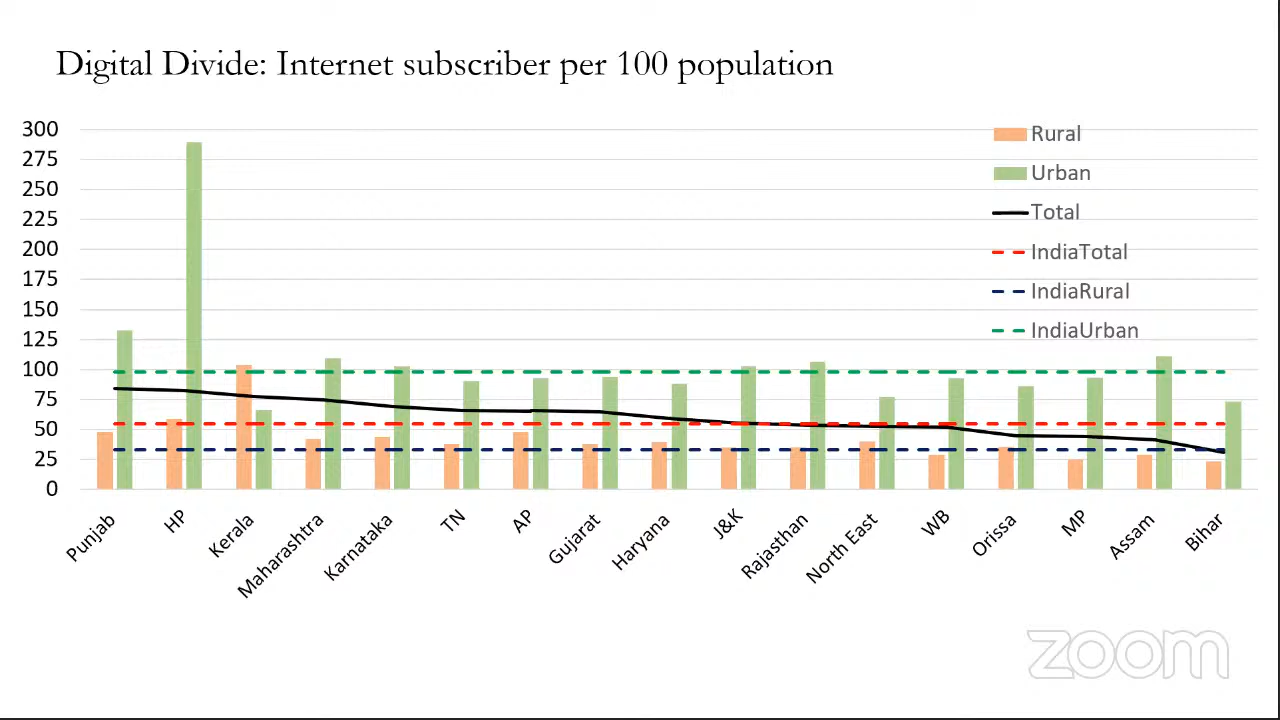 Digital Divide: Internet subscriber per 100 population
300
275
250
225
200
175
150
125
100
75
50
25
0
Rural
Urban
Total
IndiaTotal
IndiaRural
IndiaUrban
Punjab
HP
Kerala
Maharashtra
Karnataka
TN
AP
Gujarat
Haryana
J&K
Rajasthan
North East
WB
Orissa
MP
Assam
Bihar
zoom